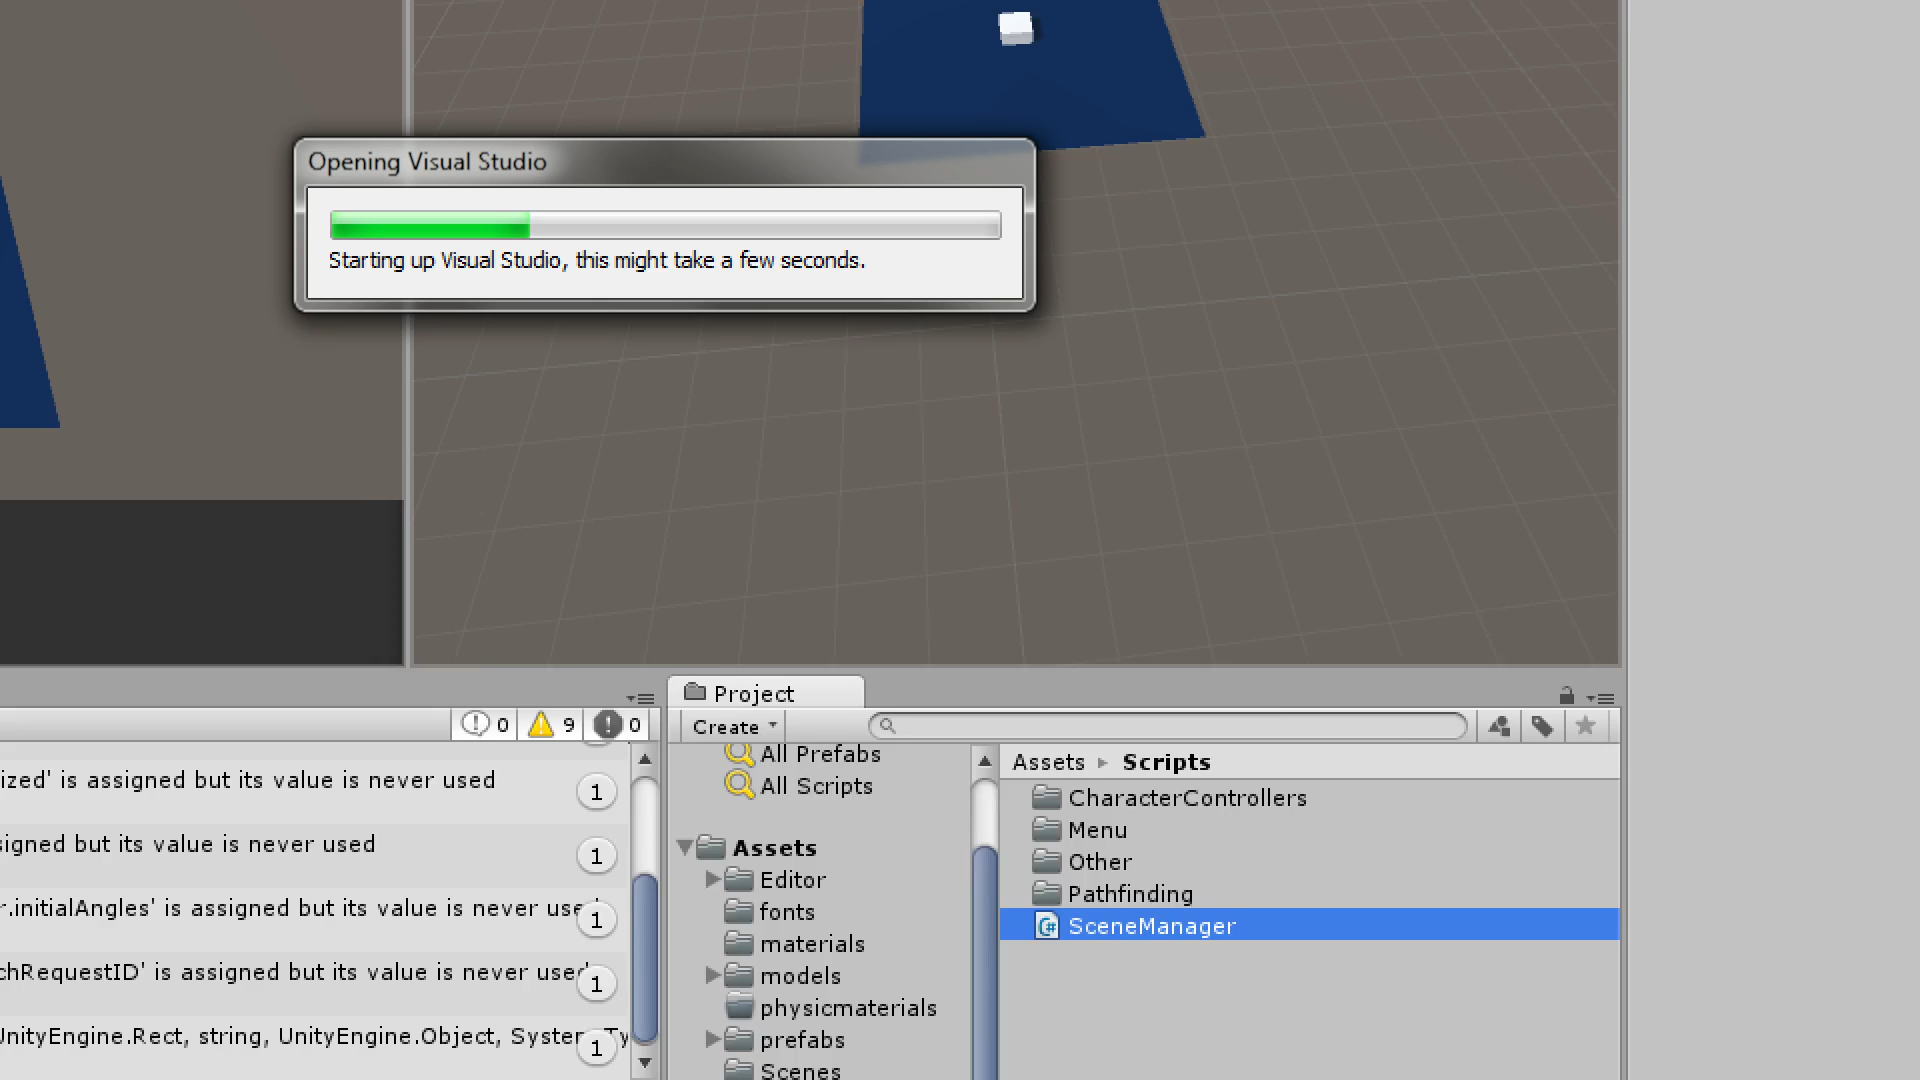 Opening Visual Studio
Starting up Visual Studio, this might take a few seconds.
Project
0 9 0
Create
All Prefabs
All Scripts
Assets
Editor
fonts
materials
models
physicmaterials
prefabs
Scenes
Assets Scripts
CharacterControllers
Menu
Other
Pathfinding
C# SceneManager
ized' is assigned but its value is never used 1
signed but its value is never used 1
r.initialAngles' is assigned but its value is never use 1
chRequestID' is assigned but its value is never used 1
UnityEngine.Rect, string, UnityEngine.Object, System.Ty 1